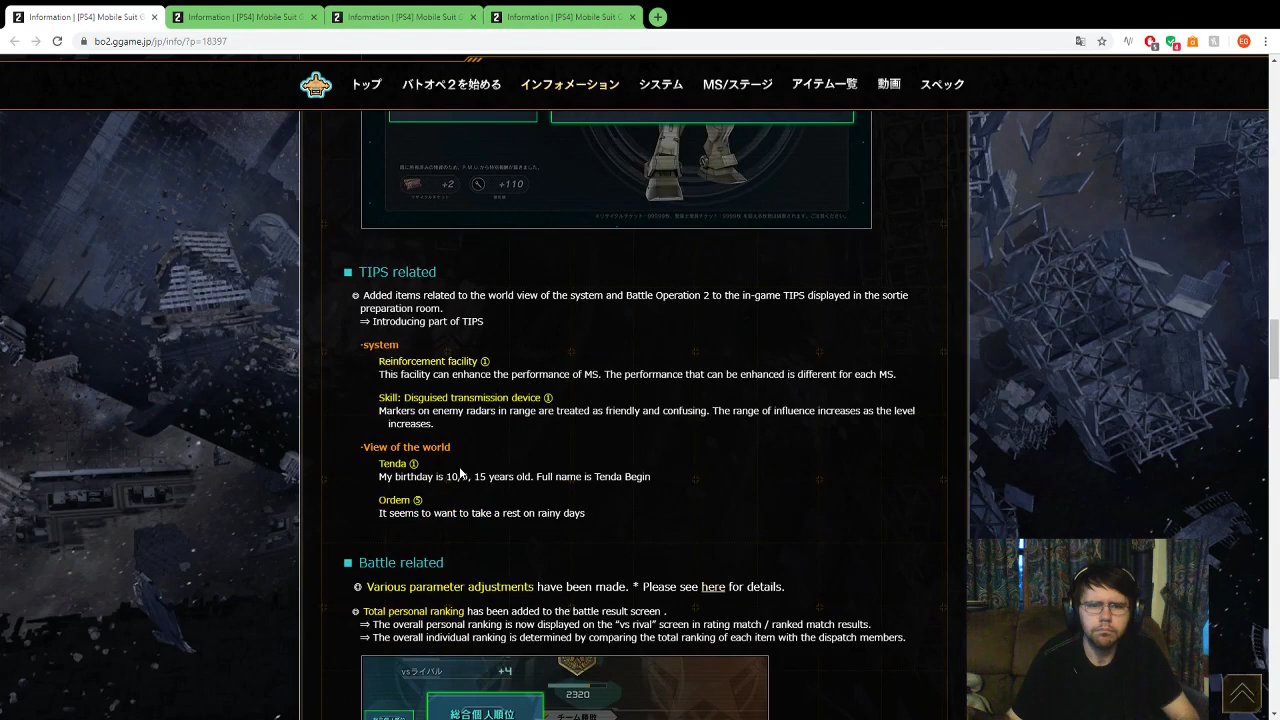 2 Information | [PS4] Mobile Suit G × 2 Information | [PS4] Mobile Suit G × 2 Information | [PS4] Mobile Suit G × 2 Information | [PS4] Mobile Suit G × +
bo2.ggame.jp/jp/info/?p=18397
EG
トップ バトオペ2を始める インフォメーション システム MS/ステージ アイテム一覧 動画 スペック
+2 +110
■ TIPS related
Added items related to the world view of the system and Battle Operation 2 to the in-game TIPS displayed in the sortie
preparation room.
⇒ Introducing part of TIPS
·system
Reinforcement facility ①
This facility can enhance the performance of MS. The performance that can be enhanced is different for each MS.
Skill: Disguised transmission device ①
Markers on enemy radars in range are treated as friendly and confusing. The range of influence increases as the level
increases.
·View of the world
Tenda ①
My birthday is 10, 15 years old. Full name is Tenda Begin
Ordem ⑤
It seems to want to take a rest on rainy days
■ Battle related
Various parameter adjustments have been made. * Please see here for details.
Total personal ranking has been added to the battle result screen .
⇒ The overall personal ranking is now displayed on the "vs rival" screen in rating match / ranked match results.
⇒ The overall individual ranking is determined by comparing the total ranking of each item with the dispatch members.
vsライバル +4
2320
総合個人順位